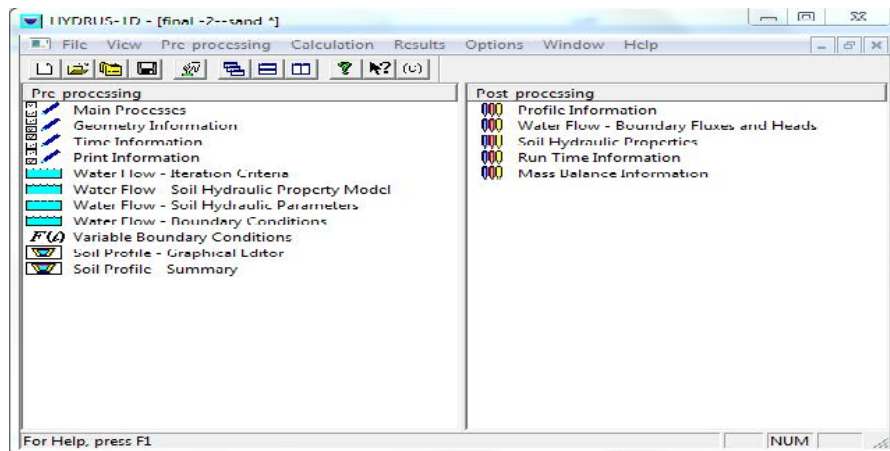 HYDRUS-1D - [final -2--sand *]
File View Pre processing Calculation Results Options Window Help
Pre processing
Main Processes
Geometry Information
Time Information
Print Information
Water Flow - Iteration Criteria
Water Flow Soil Hydraulic Property Model
Water Flow - Soil Hydraulic Parameters
Water Flow - Boundary Conditions
F(t) Variable Boundary Conditions
Soil Profile - Graphical Editor
Soil Profile Summary
Post processing
Profile Information
Water Flow - Boundary Fluxes and Heads
Soil Hydraulic Properties
Run Time Information
Mass Balance Information
For Help, press F1
NUM